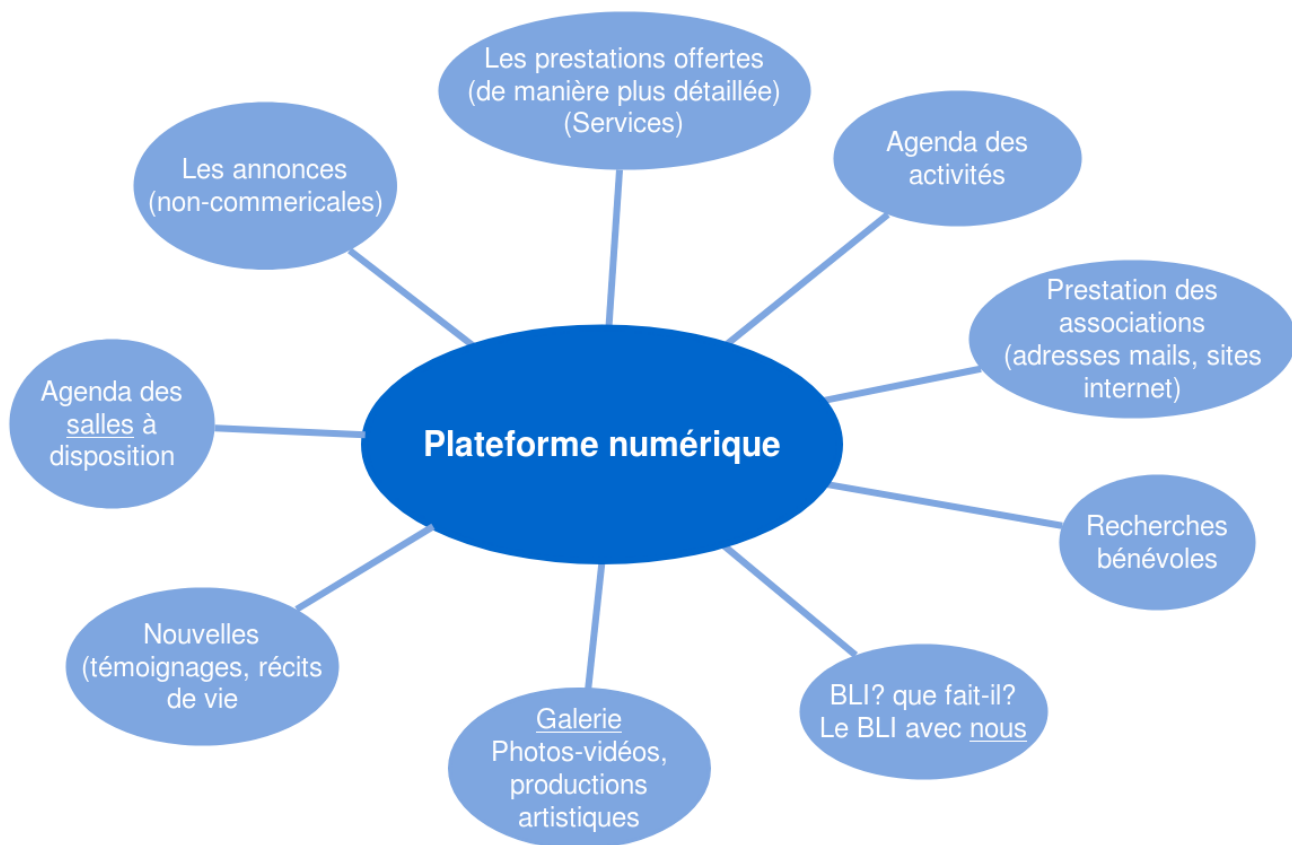 Les prestations offertes
(de manière plus détaillée)
(Services)
Agenda des
activités
Les annonces
(non-commericales)
Prestation des
associations
(adresses mails, sites
internet)
Agenda des
salles à
disposition
Plateforme numérique
Recherches
bénévoles
Nouvelles
(témoignages, récits
de vie
BLI? que fait-il?
Le BLI avec nous
Galerie
Photos-vidéos,
productions
artistiques